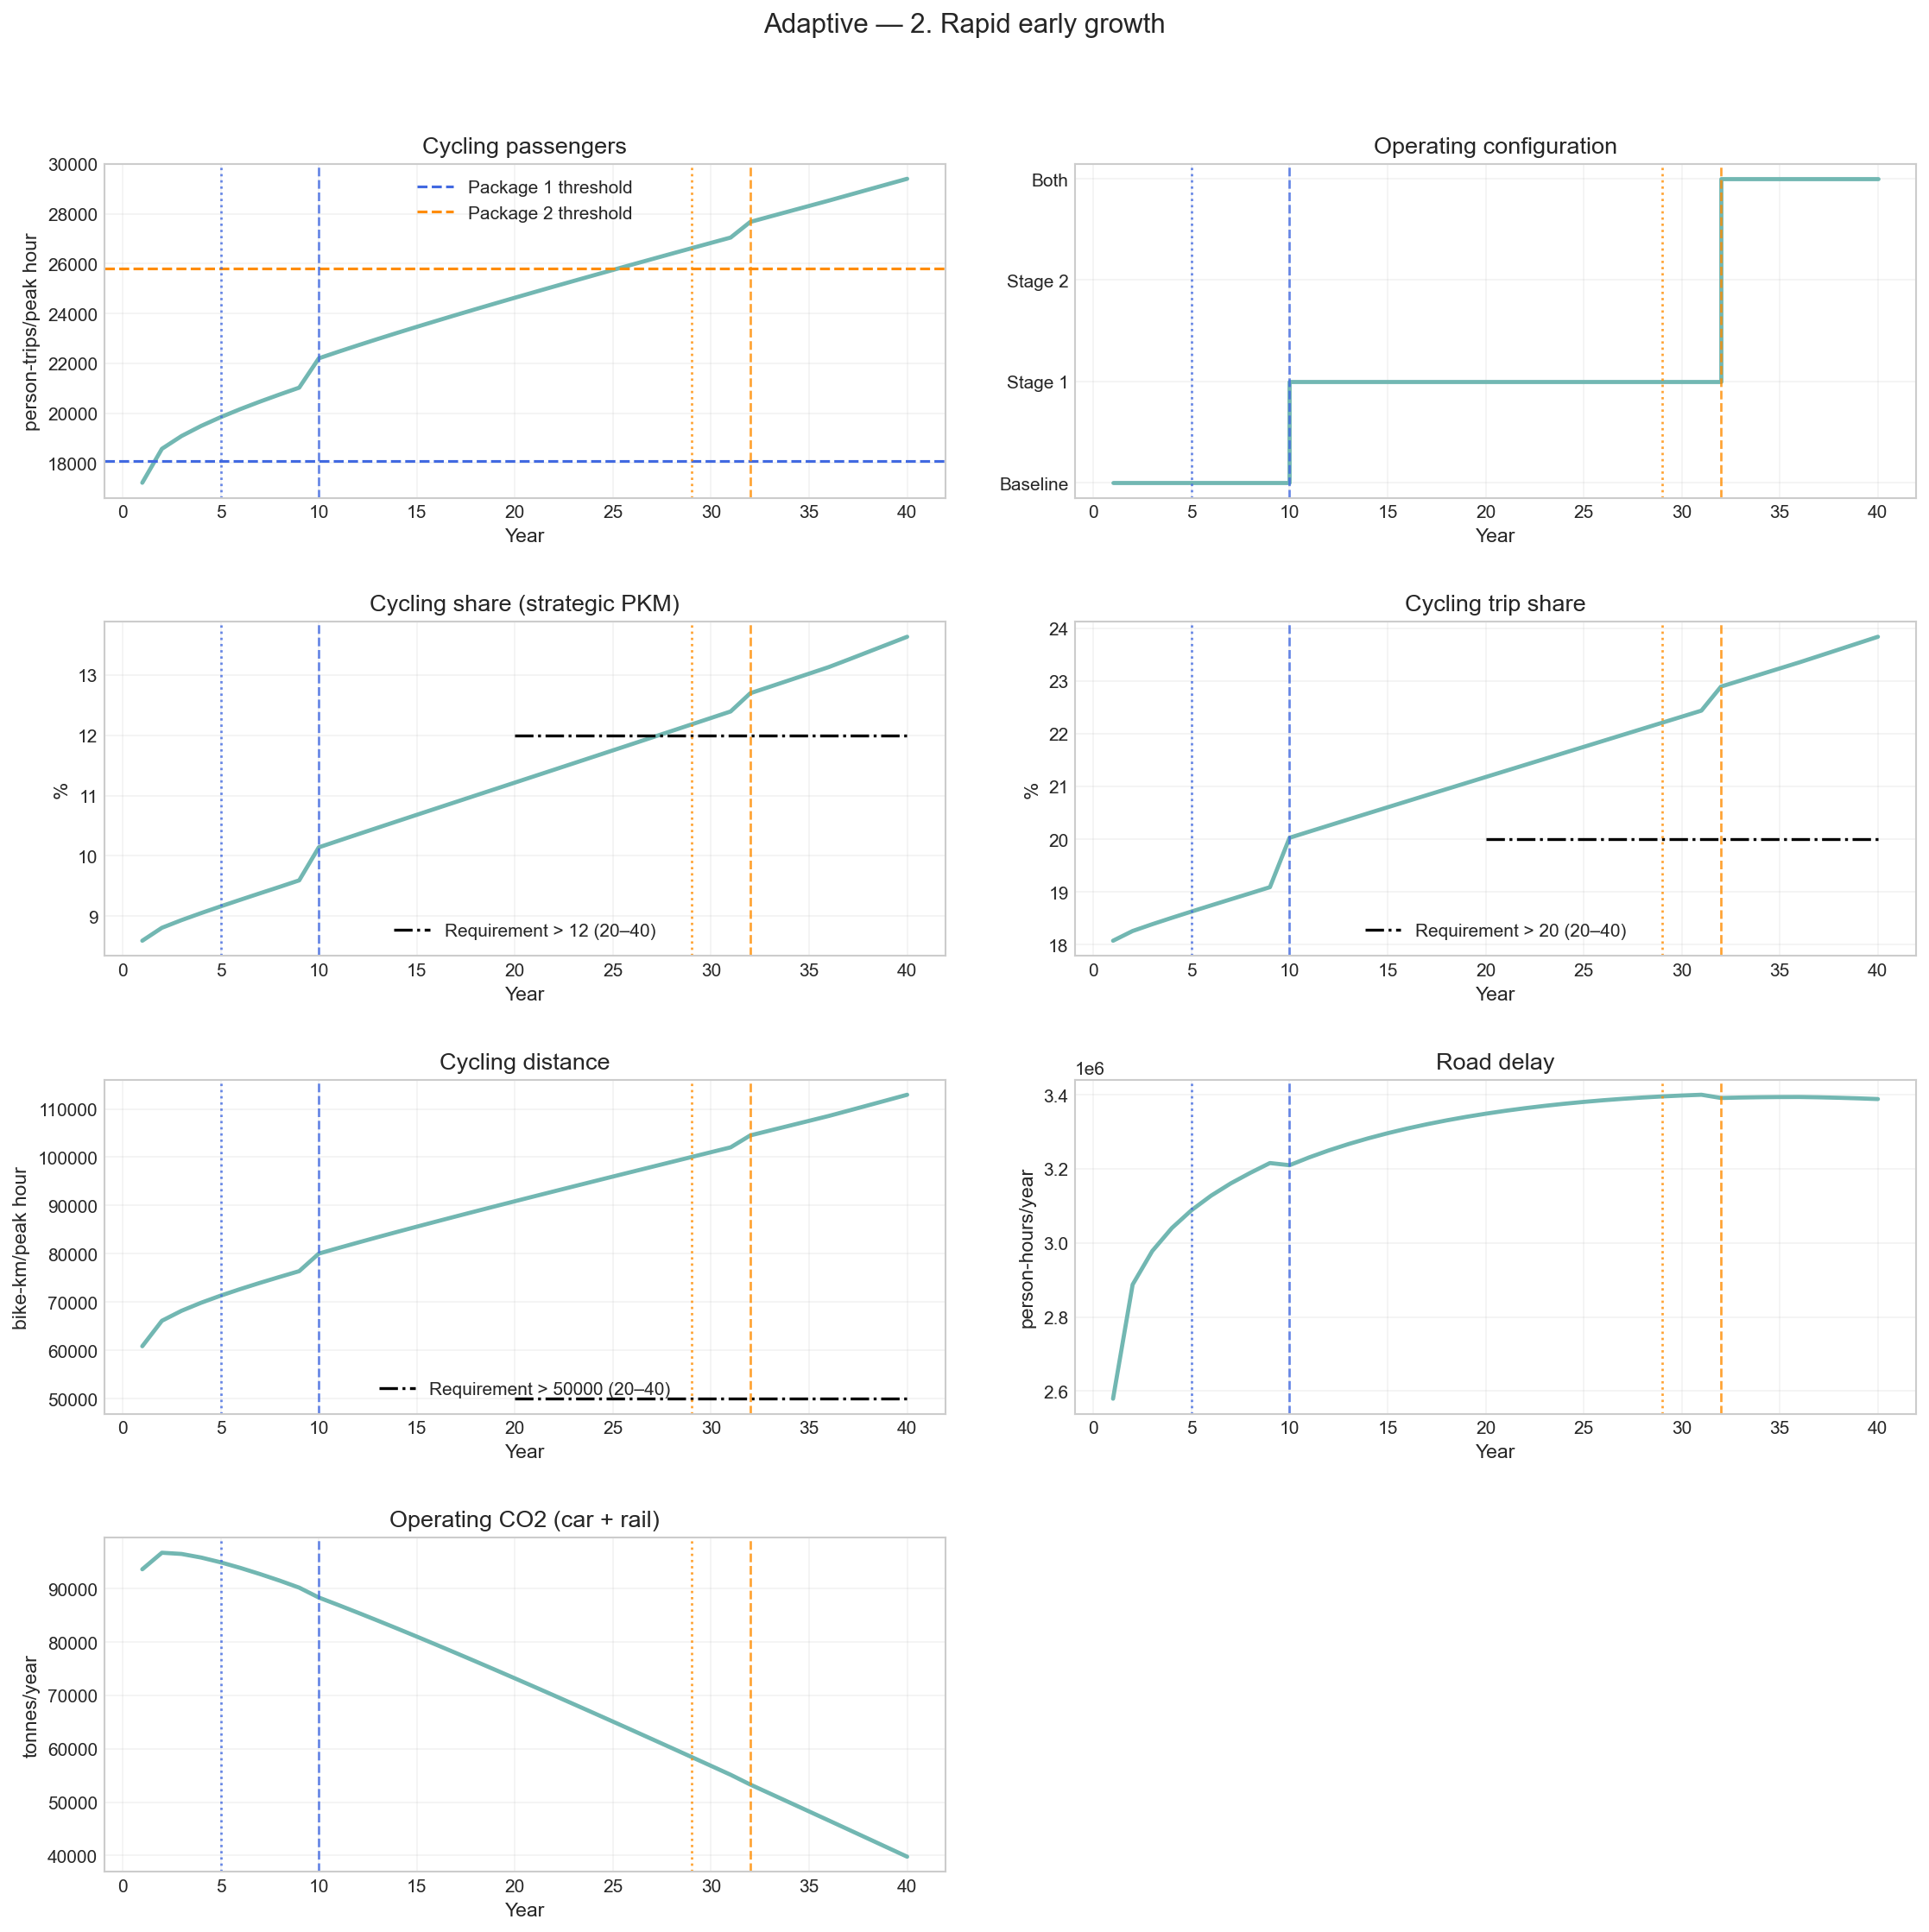 Adaptive — 2. Rapid early growth
Cycling passengers
person-trips/peak hour
30000
28000
26000
24000
22000
20000
18000
Package 1 threshold
Package 2 threshold
0 5 10 15 20 25 30 35 40
Year
Operating configuration
Both
Stage 2
Stage 1
Baseline
0 5 10 15 20 25 30 35 40
Year
Cycling share (strategic PKM)
%
13
12
11
10
9
Requirement > 12 (20–40)
0 5 10 15 20 25 30 35 40
Year
Cycling trip share
%
24
23
22
21
20
19
18
Requirement > 20 (20–40)
0 5 10 15 20 25 30 35 40
Year
Cycling distance
bike-km/peak hour
110000
100000
90000
80000
70000
60000
50000
Requirement > 50000 (20–40)
0 5 10 15 20 25 30 35 40
Year
Road delay
1e6
person-hours/year
3.4
3.2
3.0
2.8
2.6
0 5 10 15 20 25 30 35 40
Year
Operating CO2 (car + rail)
tonnes/year
90000
80000
70000
60000
50000
40000
0 5 10 15 20 25 30 35 40
Year